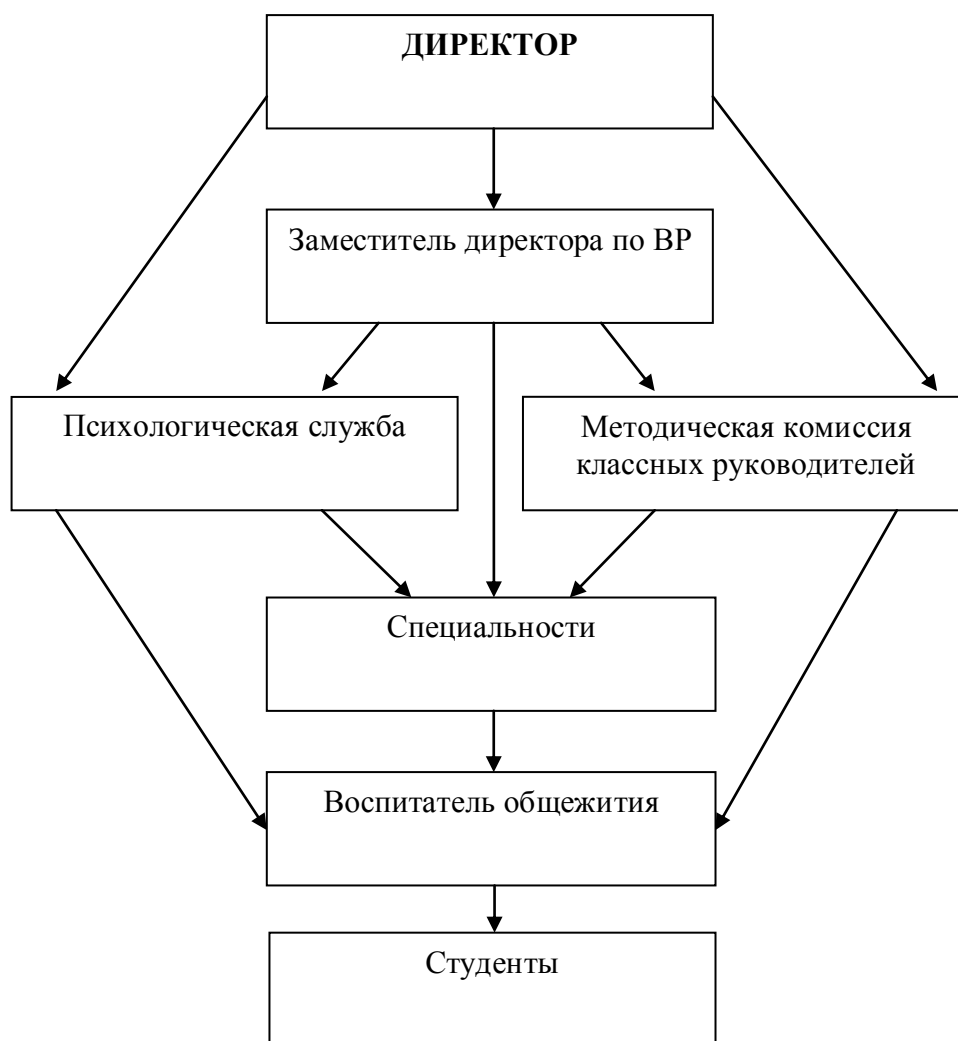 ДИРЕКТОР
Заместитель директора по ВР
Психологическая служба
Методическая комиссия
классных руководителей
Специальности
Воспитатель общежития
Студенты